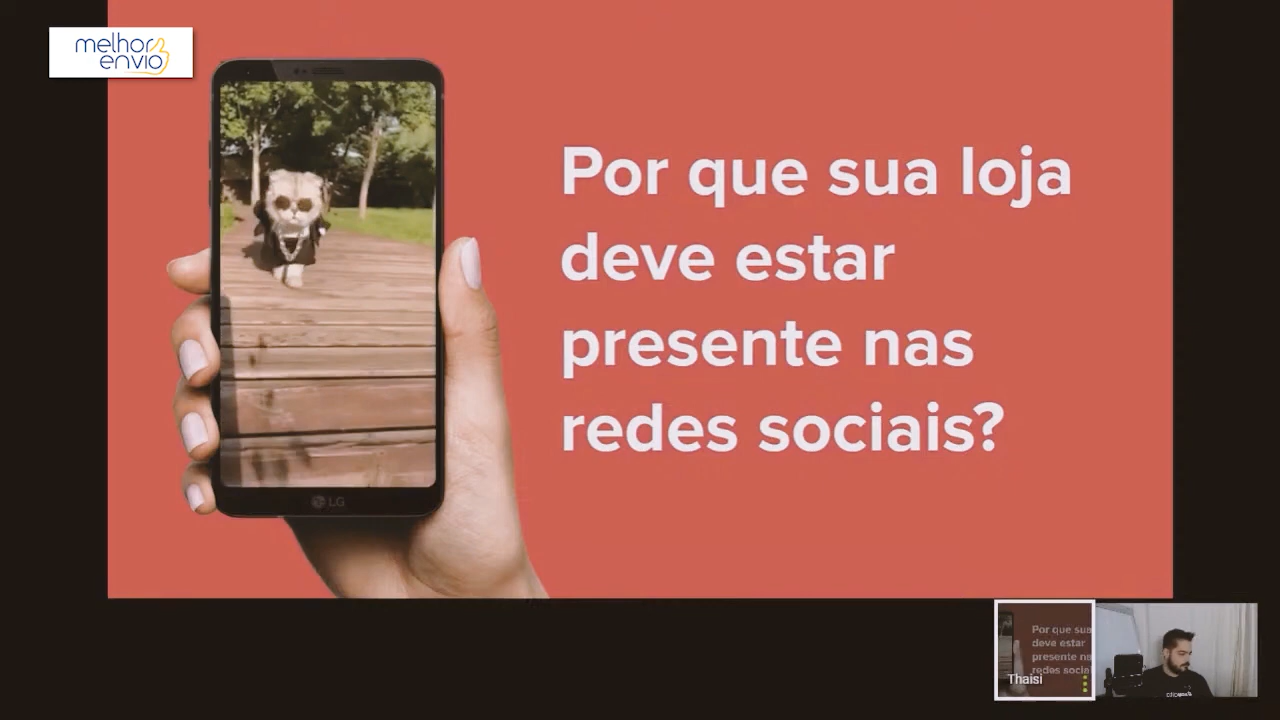 melhor
envio
Por que sua loja
deve estar
presente nas
redes sociais?
LG
Por que sua
deve estar
presente na
redes socia
Thaisi